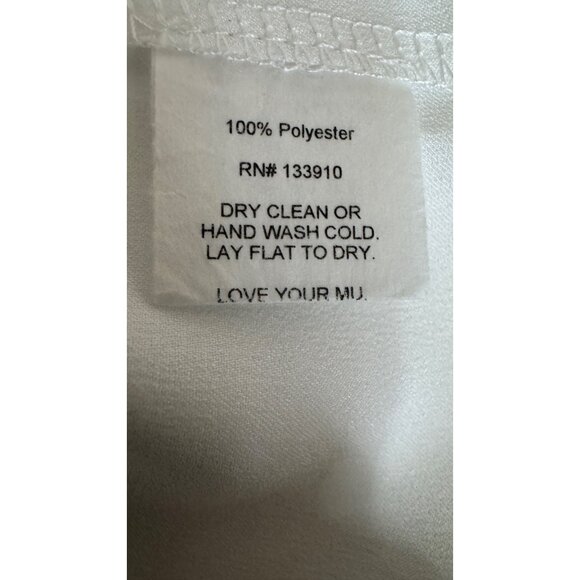 100% Polyester
RN# 133910
DRY CLEAN OR
HAND WASH COLD.
LAY FLAT TO DRY.
LOVE YOUR MU.